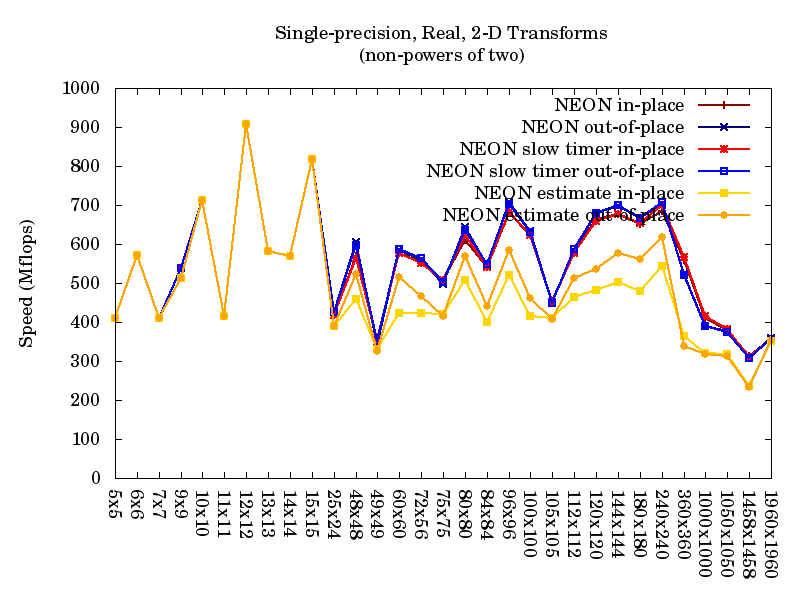 Single-precision, Real, 2-D Transforms
(non-powers of two)
Speed (Mflops)
1000
900
800
700
600
500
400
300
200
100
0
NEON in-place
NEON out-of-place
NEON slow timer in-place
NEON slow timer out-of-place
NEON estimate in-place
NEON estimate out-of-place
5x5
6x6
7x7
9x9
10x10
11x11
12x12
13x13
14x14
15x15
25x24
48x48
49x49
60x60
72x56
75x75
80x80
84x84
96x96
100x100
105x105
112x112
120x120
144x144
180x180
240x240
360x360
1000x1000
1050x1050
1458x1458
1960x1960